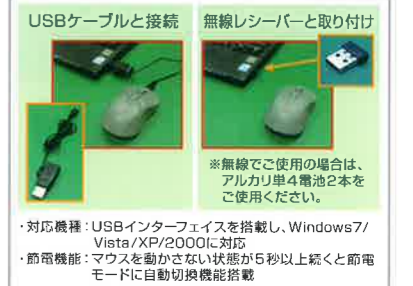 USBケーブルと接続
無線レシーバーと取り付け
※無線でご使用の場合は、
アルカリ単4電池2本を
ご使用ください。
・対応機種：USBインターフェイスを搭載し、Windows7/
Vista/XP/2000に対応
・節電機能：マウスを動かさない状態が5秒以上続くと節電
モードに自動切換機能搭載